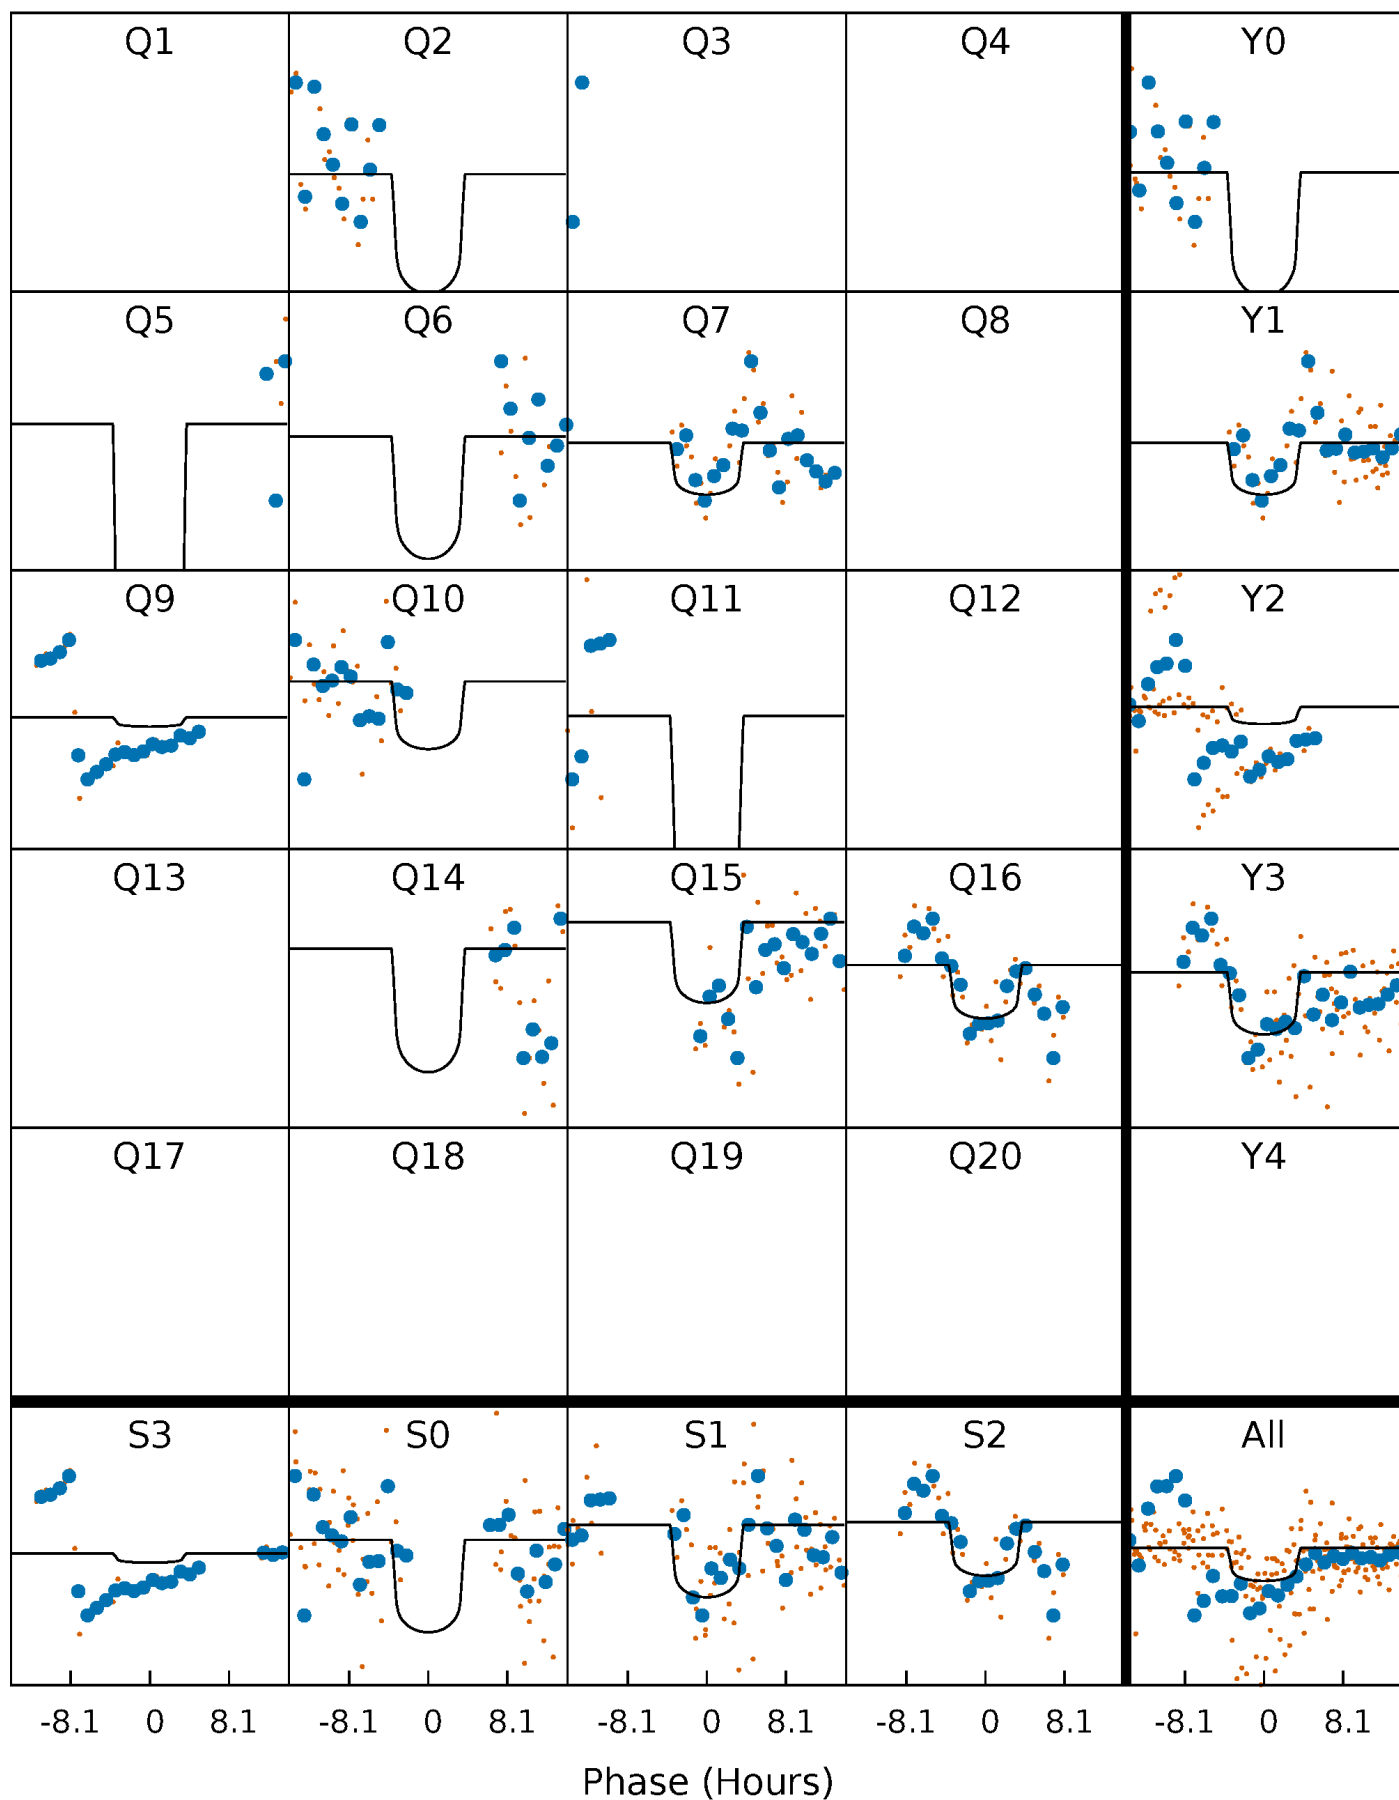 Q1 Q2 Q3 Q4 Y0
Q5 Q6 Q7 Q8 Y1
Q9 Q10 Q11 Q12 Y2
Q13 Q14 Q15 Q16 Y3
Q17 Q18 Q19 Q20 Y4
S3 S0 S1 S2 All
-8.1 0 8.1 -8.1 0 8.1 -8.1 0 8.1 -8.1 0 8.1 -8.1 0 8.1
Phase (Hours)